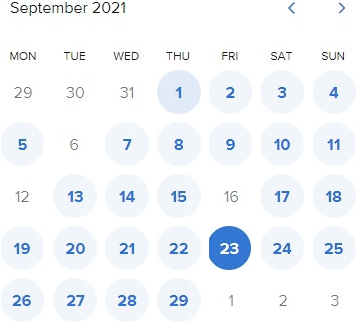 September 2021
MON TUE WED THU FRI SAT SUN
29 30 31 1 2 3 4
5 6 7 8 9 10 11
12 13 14 15 16 17 18
19 20 21 22 23 24 25
26 27 28 29 1 2 3